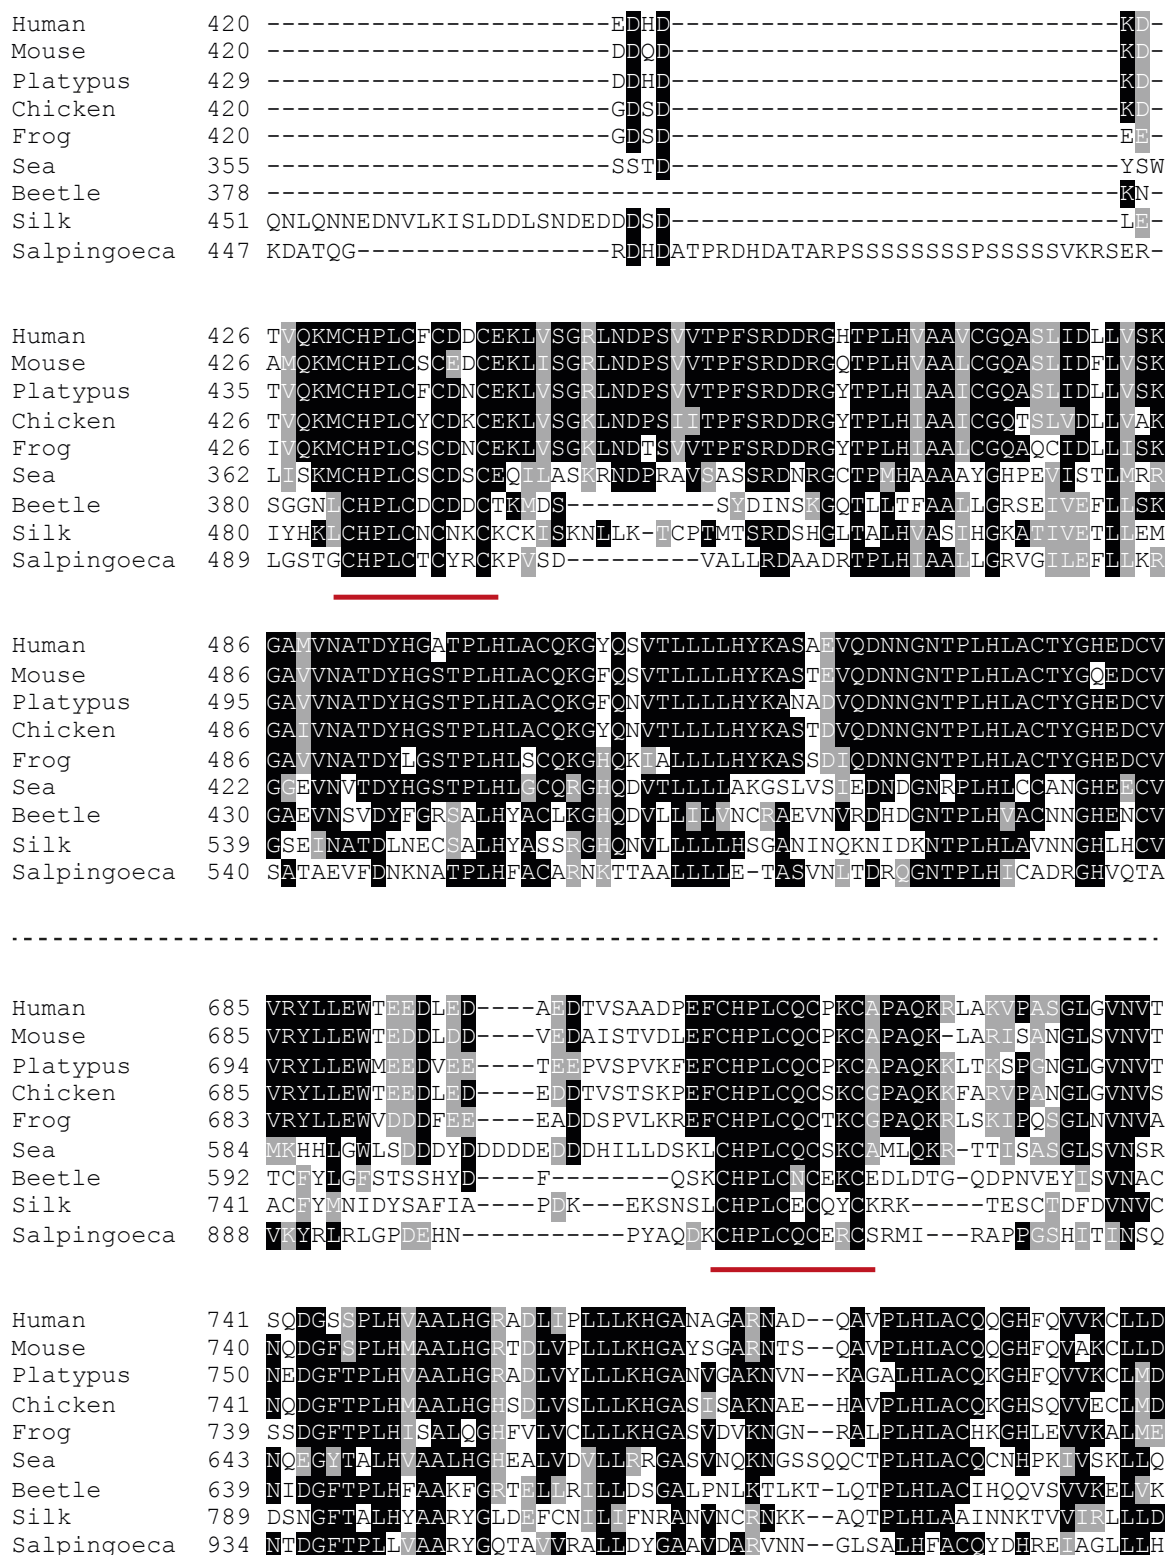 Human 420 -----------------------EDHD------------------------------KD-
Mouse 420 -----------------------DDQD------------------------------KD-
Platypus 429 -----------------------DDHD------------------------------KD-
Chicken 420 -----------------------GDSD------------------------------KD-
Frog 420 -----------------------GDSD------------------------------EE-
Sea 355 -----------------------SSTD------------------------------YSW
Beetle 378 ---------------------------------------------------------KN-
Silk 451 QNLQNNEDNVLKISLDDLSNDEDDDSD------------------------------LE-
Salpingoeca 447 KDATQG-----------------RDHDATPRDHDATARPSSSSSSSSPSSSSSVKRSER-
Human 426 TVQKMCHPLCFCDDCEKLVSGRLNDPSVVTPFSRDDRGHTPLHVAAVCGQASLIDLLVSK
Mouse 426 AMQKMCHPLCSCEDCEKLISGRLNDPSVVTPFSRDDRGQTPLHVAALCGQASLIDFLVSK
Platypus 435 TVQKMCHPLCFCDNCEKLVSGRLNDPSVVTPFSRDDRGYTPLHIAAICGQASLIDFLVSK
Chicken 426 TVQKMCHPLCYCDKCEKLVSGKLNDPSIITPFSRDDRGYTPLHIAAICGQTSLVDLLVAK
Frog 426 IVQKMCHPLCSCDNCEKLVSGKLNDTSVVTPFSRDDRGYTPLHIAALCGQAQCIDLLISK
Sea 362 LISKMCHPLCSCDSCEQILASKRNDPRAVSASSRDNRGCTPMHAAAAYGHPEVISTLMRR
Beetle 380 SGGNLCHPLCDCDDCTKMDS----------SYDINSKGQTLLTFAALLGRSEIVEFLLSK
Silk 480 IYHKLCHPLCNCNKCKCKISKNLLK-TCPTMTSRDSHGLTALHVASIHGKATIVETLLEM
Salpingoeca 489 LGSTGCHPLCTCYRCKPVSD---------VALLRDAADRTPLHIAALLGRVGILEFLLKR
Human 486 GAMVNATDYHGATPLHLACQKGYQSVTLLLLHYKASAEVQDNNGNTPLHLACTYGHEDCV
Mouse 486 GAVVNATDYHGSTPLHLACQKGFQSVTLLLLHYKASTEVQDNNGNTPLHLACTYGQEDCV
Platypus 495 GAIVNATDYHGSTPLHLACQKGFQNVTLLLLHYKANADVQDNNGNTPLHLACTYGHEDCV
Chicken 486 GAIVNATDYHGSTPLHLACQKGYQNVTLLLLHYKASTDVQDNNGNTPLHLACTYGHEDCV
Frog 486 GAVVNATDYLGSTPLHLSCQKGHQKIALLLLHYKASSDIQDNNGNTPLHLACTYGHEDCV
Sea 422 GGEVNVTDYHGSTPLHLGCQRGHQDVTLLLLAKGSLVSIEDNDGNRPLHLCCANGHEECV
Beetle 430 GAEVNSVDYFGRSALHYACLKGHQDVLLILVNCRAEVNVRDHDGNTPLHVACNNGHENCV
Silk 539 GSEINATDLNECSALHYASSRGHQNVLLLLLHSGANINQKNIDKNTPLHLAVNNGHLHCV
Salpingoeca 540 SATAEVFDNKNATPLHFACARNKTTAALLLLE-TASVNLTDRQGNTPLHICADRGHVQTA
Human 685 VRYLLEWTEEDLED----AEDTVSAADPEFCHPLCQCPKCAPAQKRLAKVPASGLGVNVT
Mouse 685 VRYLLEWTEDDLDD----VEDAISTVDLEFCHPLCQCPKCAPAQK-LARISANGLSVNVT
Platypus 694 VRYLLEWMEEDVEE----TEEPVSPVKFEFCHPLCQCPKCAPAQKKLTKSPGNGLGVNVT
Chicken 685 VRYLLEWTEEDLED----EDDTVSTSKPEFCHPLCQCSKCGPAQKKFARVPANGLGVNVS
Frog 683 VRYLLEWVDDDFEE----EADDSPVLKREFCHPLCQCTKCGPAQKRLSKIPQSGLNVNVA
Sea 584 MKHHLGWLSDDDYDDDDDEDDDHILLDSKLCHPLCQCSKCAMLQKR-TTISASGLSVNSR
Beetle 592 TCFYLGFSTSSHYD----F--------QSKCHPLCNCEKCEDLDTG-QDPNVEYISVNAC
Silk 741 ACFYMNIDYSAFIA----PDK---EKSNSLCHPLCECQYCKRK-----TESCTDFDVNVC
Salpingoeca 888 VKYRLRLGPDEHN-----------PYAQDKCHPLCQCERCSRMI---RAPPGSHITINSQ
Human 741 SQDGSSPLHVAALHGRADLIPLLLKHGANAGARNAD--QAVPLHLACQQGHFQVVKCLLD
Mouse 740 NQDGFSPLHMAALHGRTDLVPLLLKHGAYSGARNTS--QAVPLHLACQQGHFQVAKCLLD
Platypus 750 NEDGFTPLHVAALHGRADLVYLLLKHGANVGAKNVN--KAGALHLACQKGHFQVVKCLMD
Chicken 741 NQDGFTPLHMAALHGHSDLVSLLLKHGASISAKNAE--HAVPLHLACQKGHSQVVECLMD
Frog 739 SSDGFTPLHISALQGHFVLVCLLLKHGASVDVKNGN--RALPLHLACHKGHLEVVKALME
Sea 643 NQEGYTALHVAALHGHEALVDVLLRRGASVNQKNGSSQQCTPLHLACQCNHPKIVSKLLQ
Beetle 639 NIDGFTPLHFAAKFGRTELLRILLDSGALPNLKTLKT-LQTPLHLACIHQQVSVVKELVK
Silk 789 DSNGFTALHYAARYGLDEFCNILIFNRANVNCRNKK--AQTPLHLAAINNKTVVIRLLLD
Salpingoeca 934 NTDGFTPLLVAARYGQTAVVRALLDYGAAVDARVNN--GLSALHFACQYDHREIAGLLLH